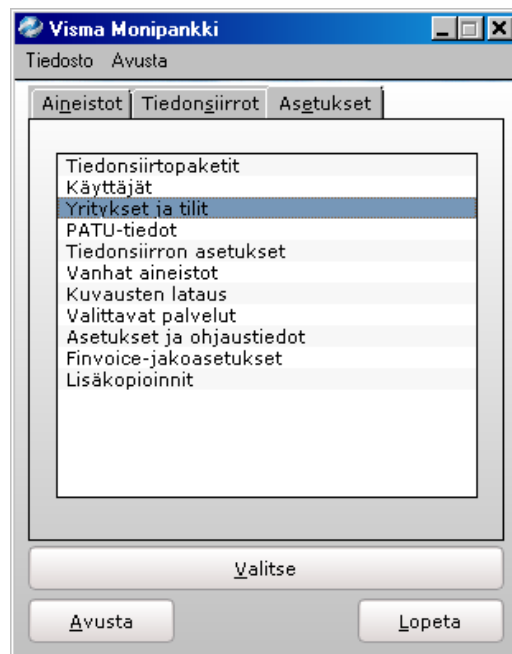 Visma Monipankki
Tiedosto Avusta
Aineistot Tiedonsiirrot Asetukset
Tiedonsiirtopaketit
Käyttäjät
Yritykset ja tilit
PATU-tiedot
Tiedonsiirron asetukset
Vanhat aineistot
Kuvausten lataus
Valittavat palvelut
Asetukset ja ohjaustiedot
Finvoice-jakoasetukset
Lisäkopioinnit
Valitse
Avusta Lopeta